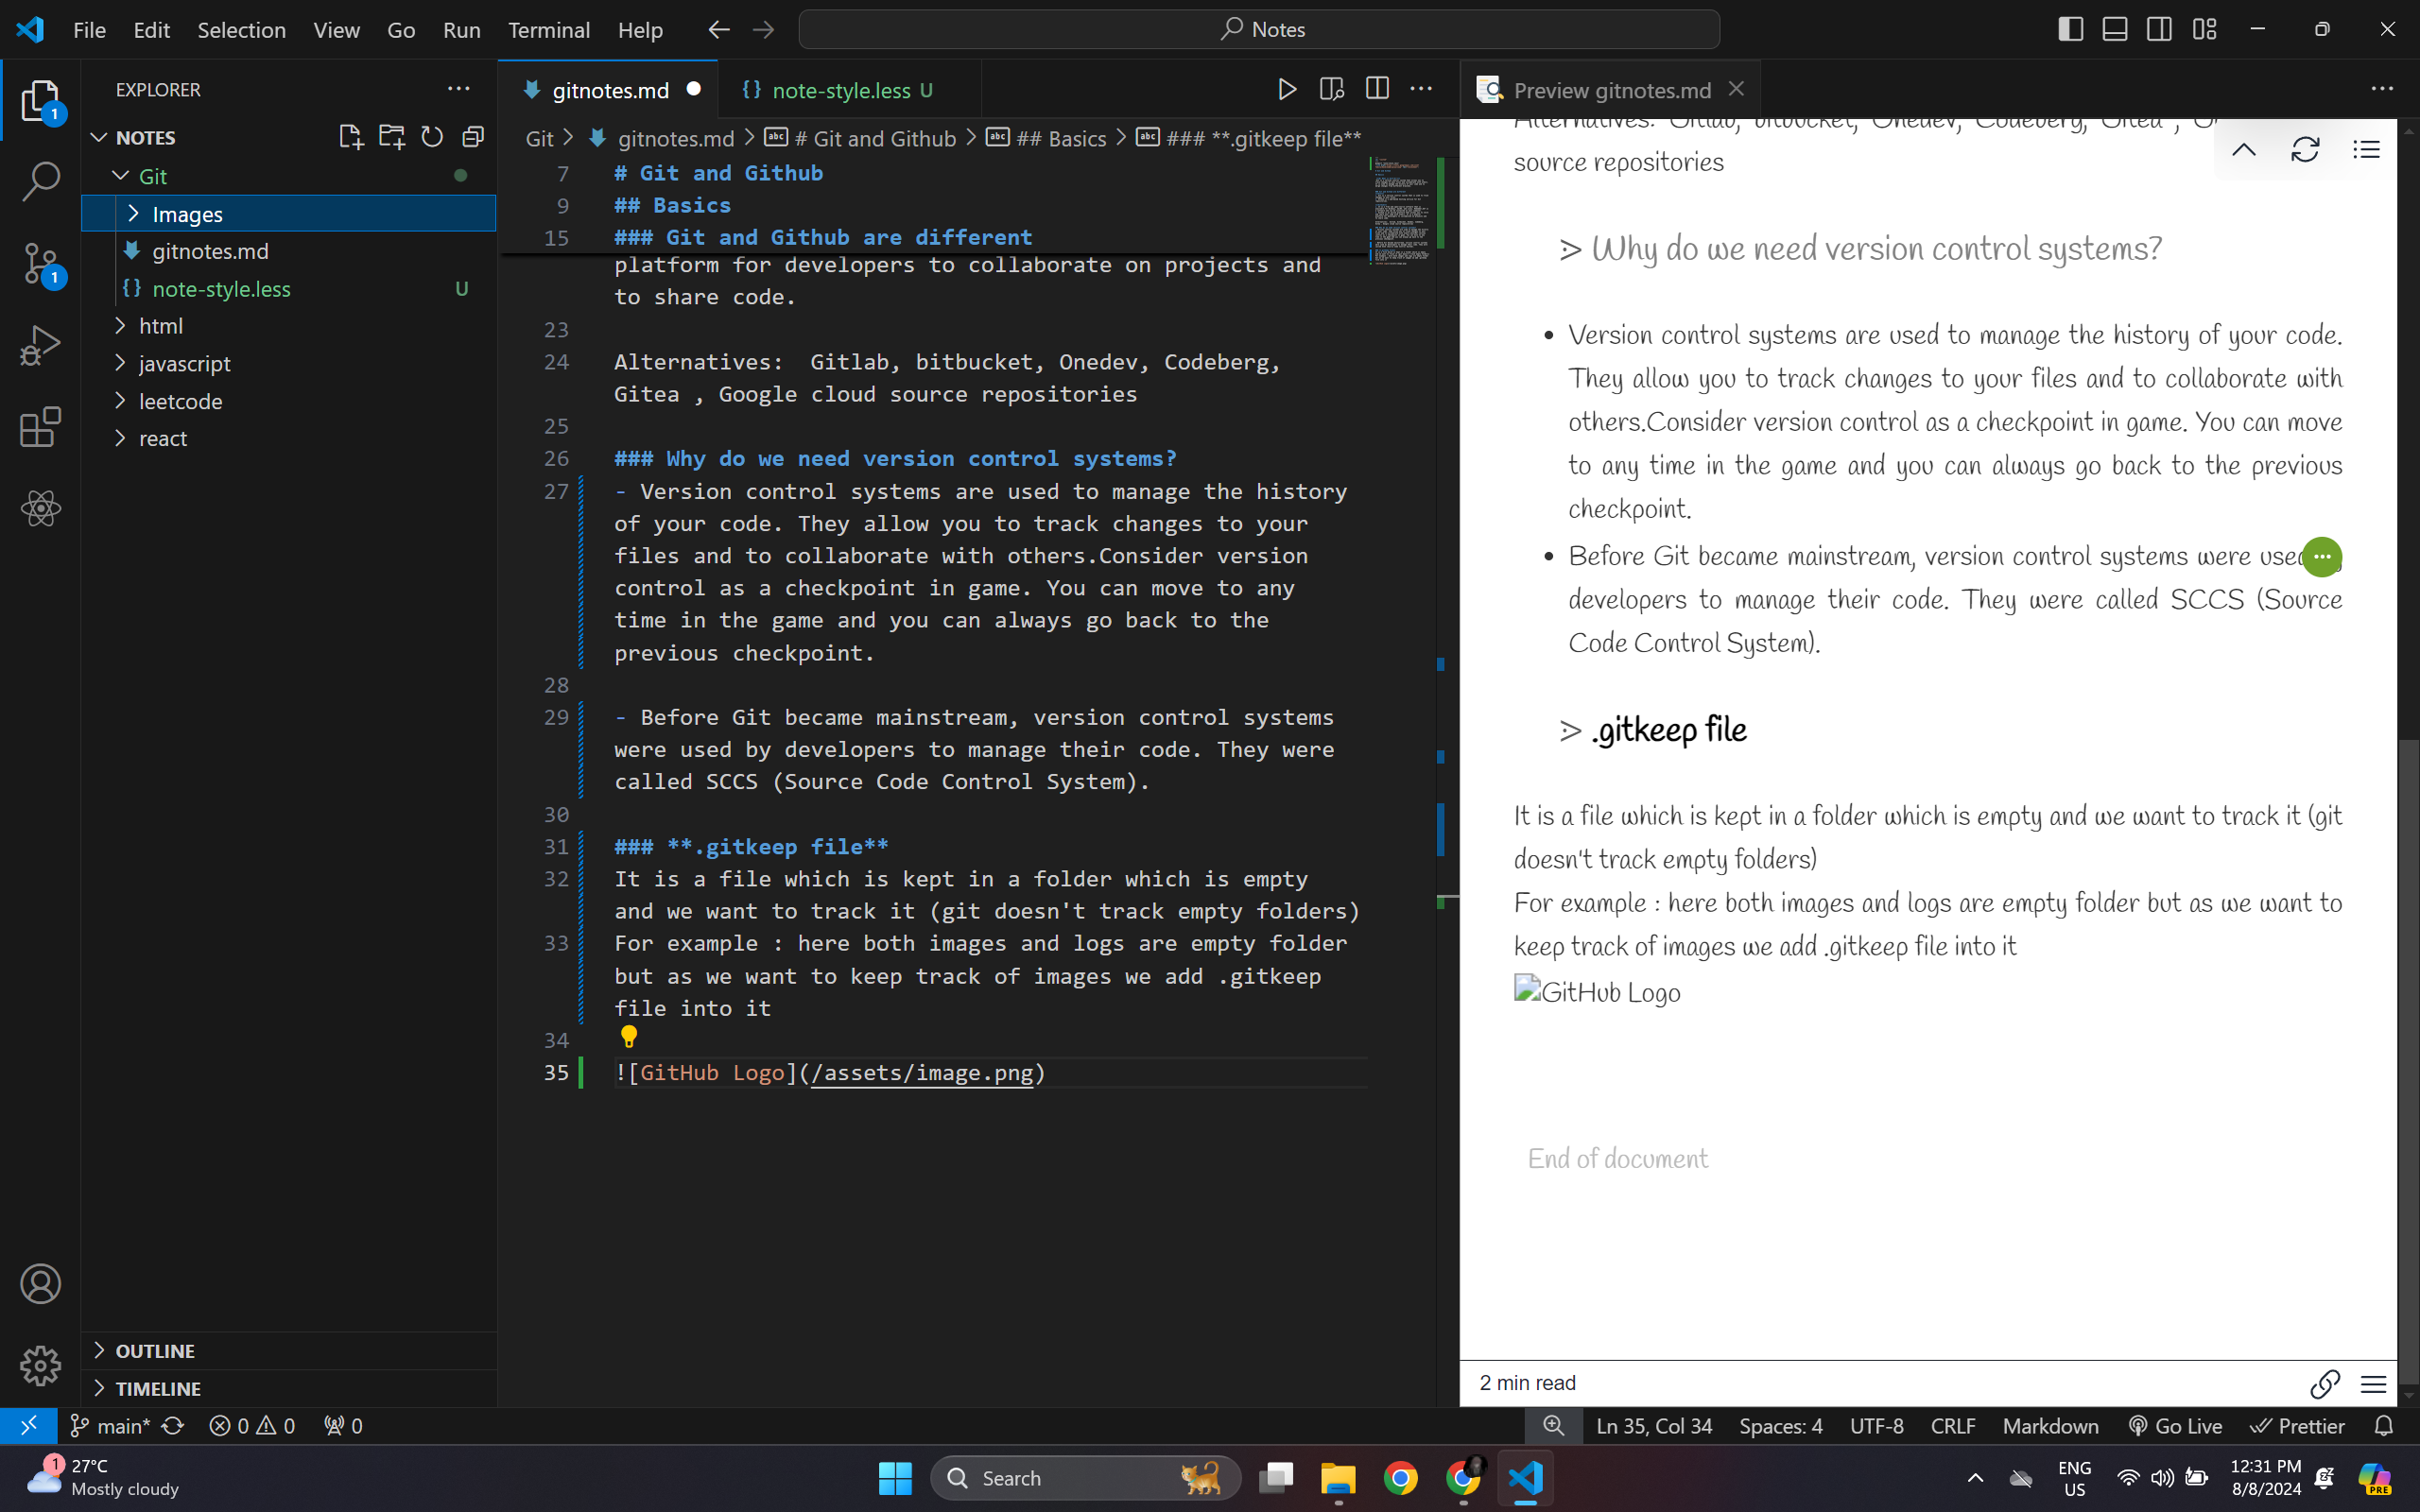 File Edit Selection View Go Run Terminal Help Notes
EXPLORER
NOTES
Git
Images
gitnotes.md
note-style.less U
html
javascript
leetcode
react
OUTLINE
TIMELINE
1
1
gitnotes.md
note-style.less U
Git > gitnotes.md > # Git and Github > ## Basics > ### **.gitkeep file**
7 # Git and Github
9 ## Basics
15 ### Git and Github are different
platform for developers to collaborate on projects and
to share code.
23
24 Alternatives:  Gitlab, bitbucket, Onedev, Codeberg,
Gitea , Google cloud source repositories
25
26 ### Why do we need version control systems?
27 - Version control systems are used to manage the history
of your code. They allow you to track changes to your
files and to collaborate with others.Consider version
control as a checkpoint in game. You can move to any
time in the game and you can always go back to the
previous checkpoint.
28
29 - Before Git became mainstream, version control systems
were used by developers to manage their code. They were
called SCCS (Source Code Control System).
30
31 ### **.gitkeep file**
32 It is a file which is kept in a folder which is empty
and we want to track it (git doesn't track empty folders)
33 For example : here both images and logs are empty folder
but as we want to keep track of images we add .gitkeep
file into it
34
35 ![GitHub Logo](/assets/image.png)
Preview gitnotes.md
Alternatives: Gitlab, bitbucket, Onedev, Codeberg, Gitea ,
source repositories
Why do we need version control systems?
• Version control systems are used to manage the history of your code.
They allow you to track changes to your files and to collaborate with
others.Consider version control as a checkpoint in game. You can move
to any time in the game and you can always go back to the previous
checkpoint.
• Before Git became mainstream, version control systems were used
developers to manage their code. They were called SCCS (Source
Code Control System).
.gitkeep file
It is a file which is kept in a folder which is empty and we want to track it (git
doesn't track empty folders)
For example : here both images and logs are empty folder but as we want to
keep track of images we add .gitkeep file into it
GitHub Logo
End of document
2 min read
main* 0 0 0 Ln 35, Col 34 Spaces: 4 UTF-8 CRLF Markdown Go Live Prettier
1
27°C
Mostly cloudy
Search
ENG
US
12:31 PM
8/8/2024
PRE